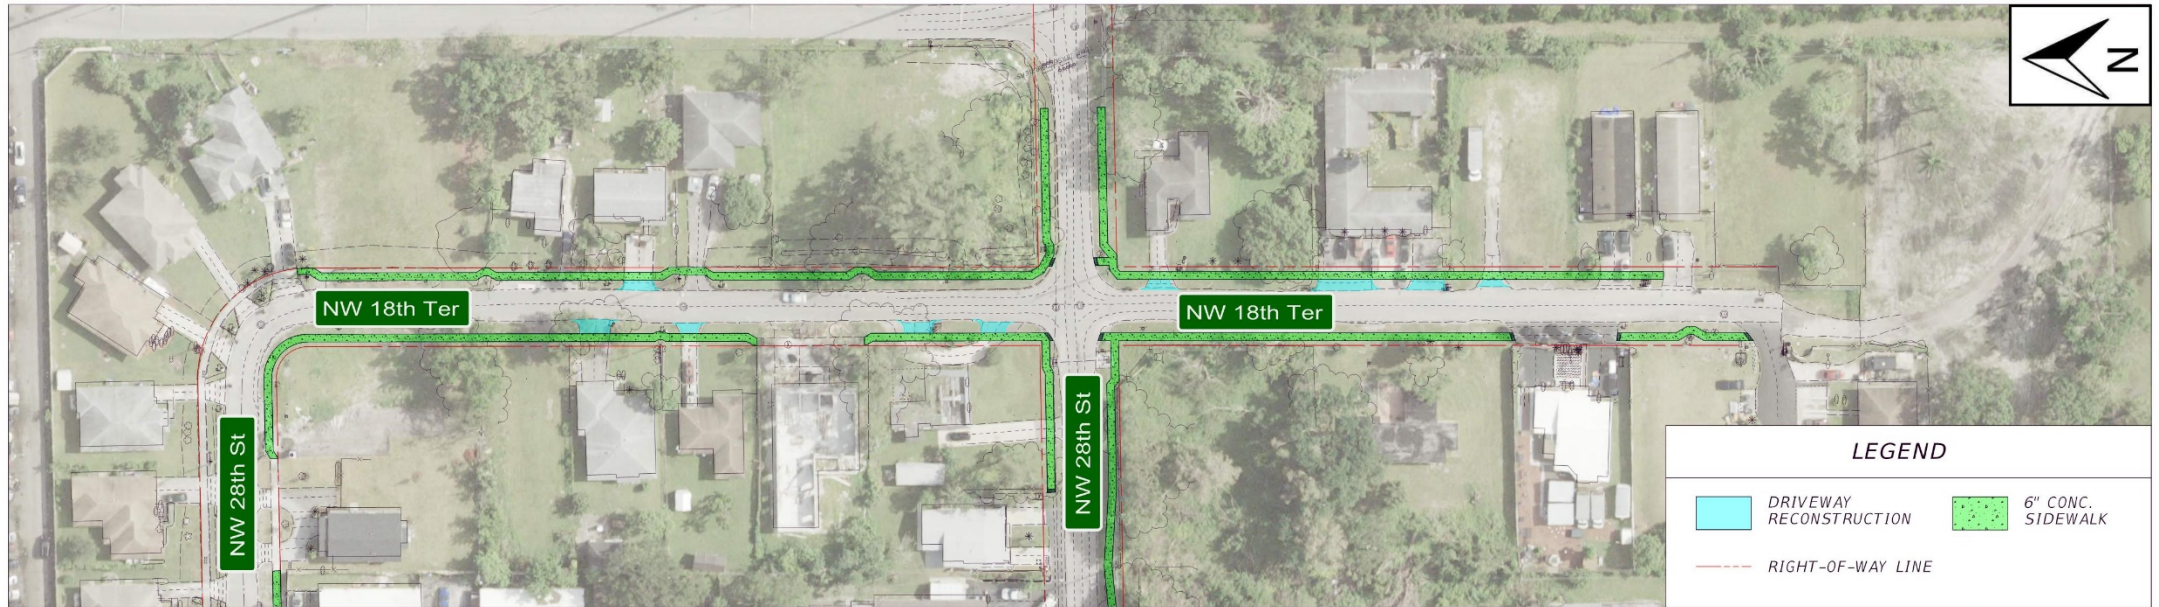 N
NW 18th Ter
NW 18th Ter
NW 28th St
NW 28th St
LEGEND
DRIVEWAY
RECONSTRUCTION
6" CONC.
SIDEWALK
RIGHT-OF-WAY LINE